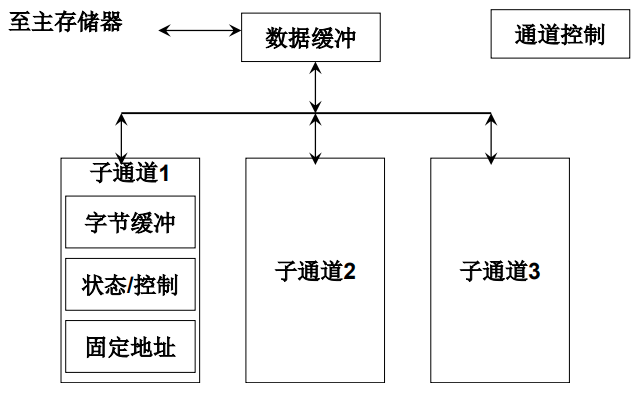 至主存储器
数据缓冲
通道控制
子通道1
字节缓冲
状态/控制
固定地址
子通道2
子通道3